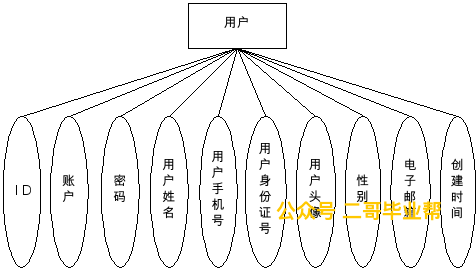 用户
ID
账户
密码
用户姓名
用户手机号
用户身份证号
用户头像
性别
电子邮箱
创建时间
公众号 二哥毕业帮